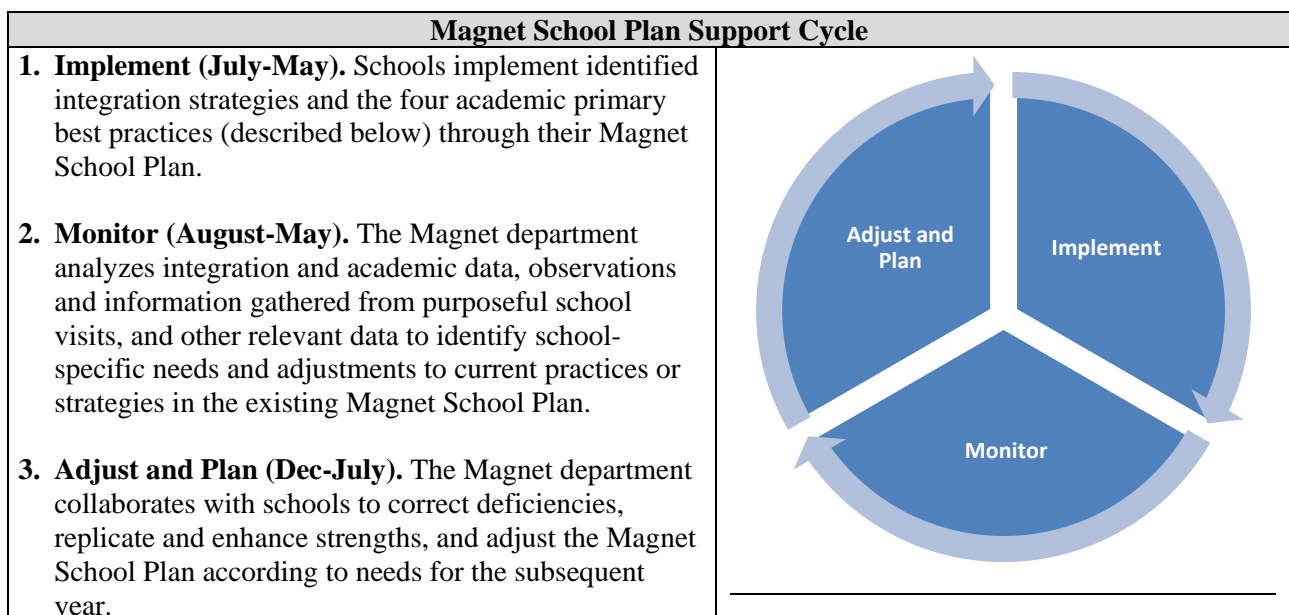 Magnet School Plan Support Cycle
1. Implement (July-May). Schools implement identified
integration strategies and the four academic primary
best practices (described below) through their Magnet
School Plan.
2. Monitor (August-May). The Magnet department
analyzes integration and academic data, observations
and information gathered from purposeful school
visits, and other relevant data to identify school-
specific needs and adjustments to current practices or
strategies in the existing Magnet School Plan.
3. Adjust and Plan (Dec-July). The Magnet department
collaborates with schools to correct deficiencies,
replicate and enhance strengths, and adjust the Magnet
School Plan according to needs for the subsequent
year.
Adjust and
Plan
Implement
Monitor